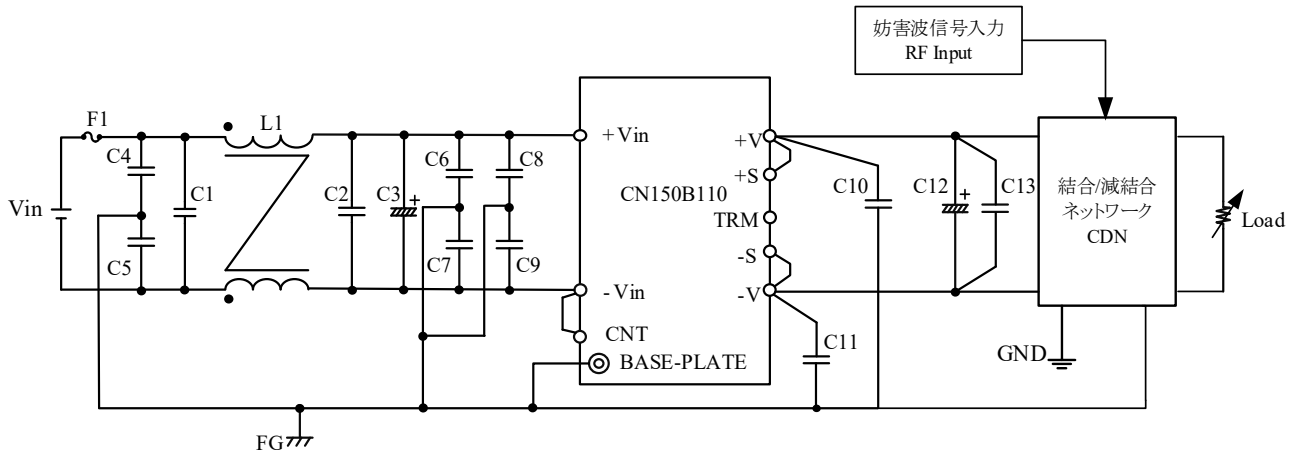 妨害波信号入力
RF Input
F1
L1
C4
C1
C5
Vin
C2
C3
+
C6
C7
C8
C9
+Vin
-Vin
CNT
BASE-PLATE
CN150B110
+V
+S
TRM
-S
-V
C10
C11
C12
+
C13
結合/減結合
ネットワーク
CDN
Load
GND
FG